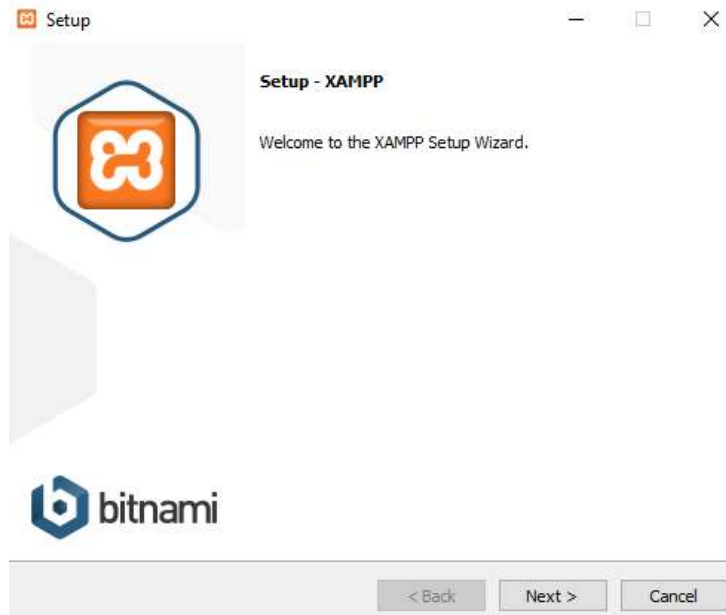 Setup
Setup - XAMPP
Welcome to the XAMPP Setup Wizard.
bitnami
< Back
Next >
Cancel